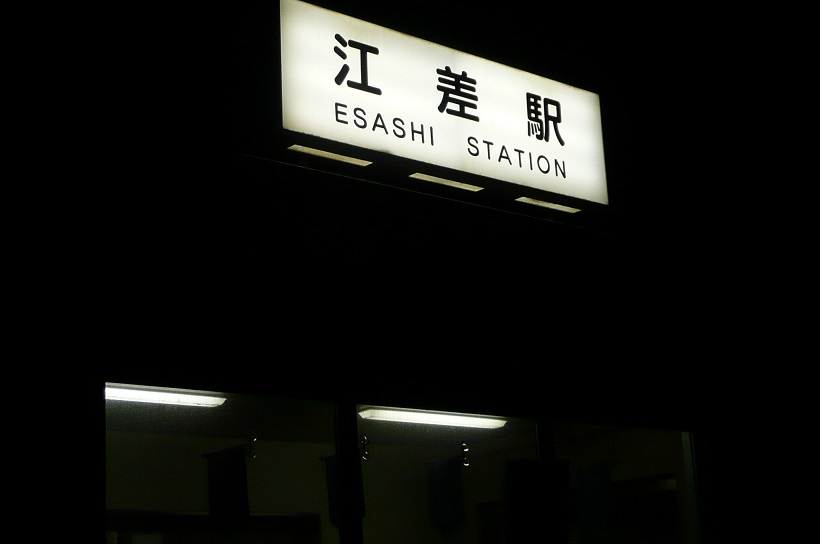 江差駅
ESASHI STATION